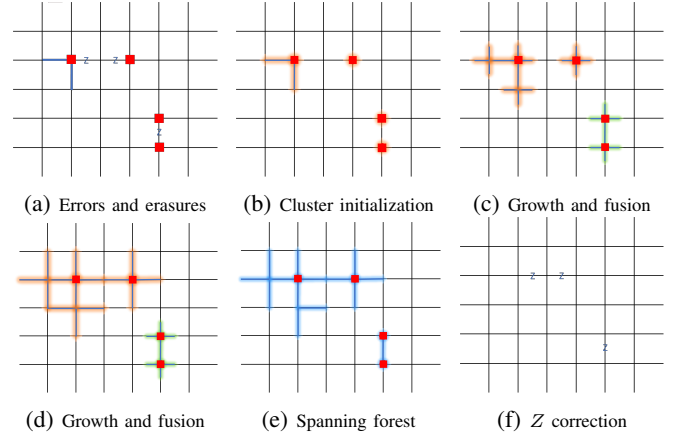 z z
z
(a) Errors and erasures (b) Cluster initialization (c) Growth and fusion
z z
z
(d) Growth and fusion (e) Spanning forest (f) Z correction